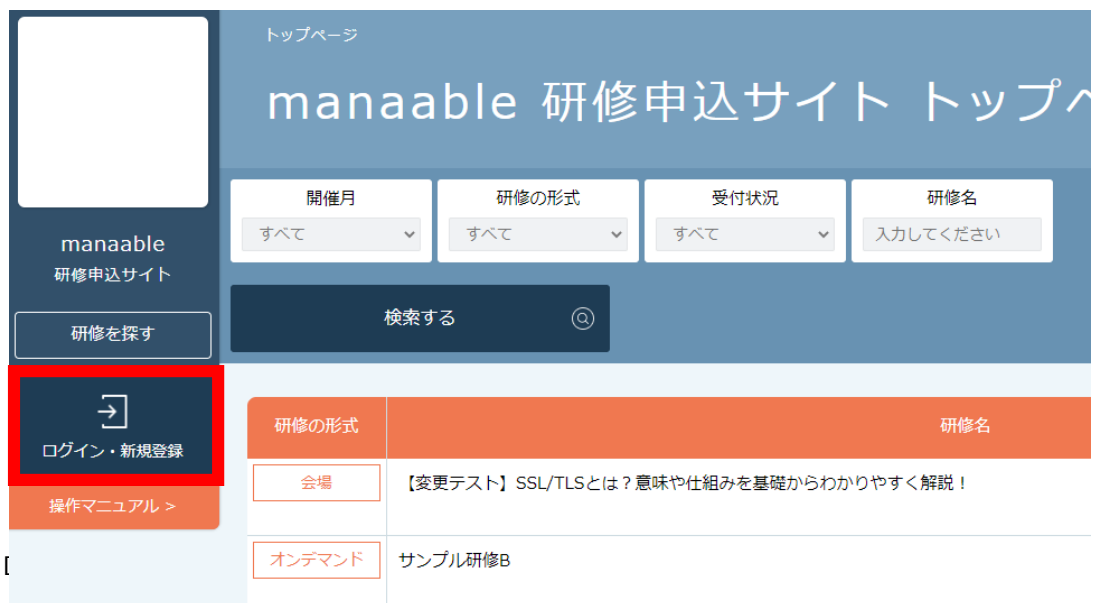 トップページ
manaable 研修申込サイト トップペ
manaable
研修申込サイト
研修を探す
ログイン・新規登録
操作マニュアル >
開催月
すべて
研修の形式
すべて
受付状況
すべて
研修名
入力してください
検索する
研修の形式
研修名
会場
【変更テスト】SSL/TLSとは？意味や仕組みを基礎からわかりやすく解説！
オンデマンド
サンプル研修B